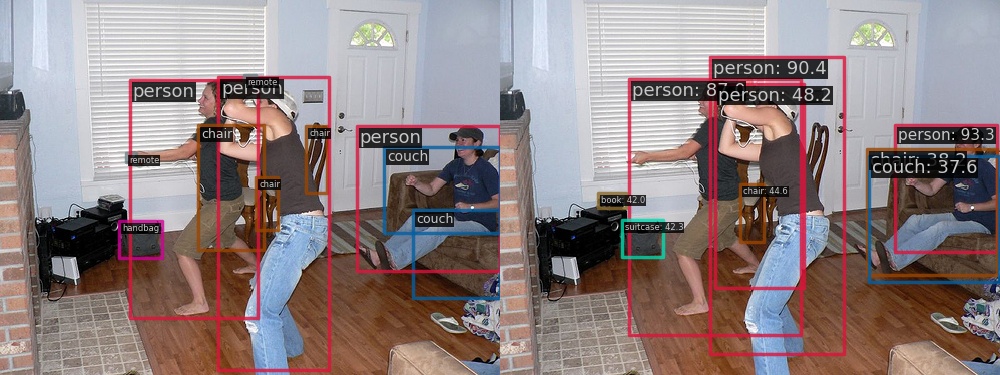 remote
person
person
chair
chair
person
remote
couch
chair
couch
handbag
person: 90.4
person: 87.9
person: 48.2
person: 93.3
chair: 38.2
couch: 37.6
chair: 44.6
book: 42.0
suitcase: 42.3